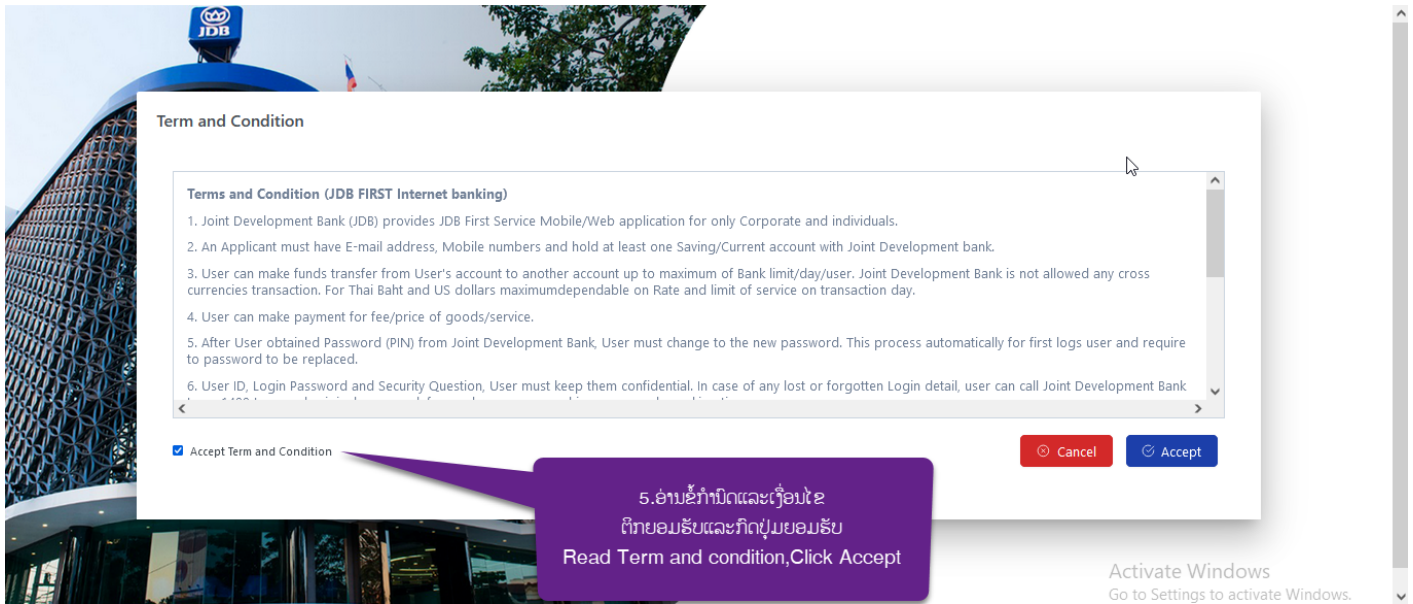 JDB
Term and Condition
Terms and Condition (JDB FIRST Internet banking)
1. Joint Development Bank (JDB) provides JDB First Service Mobile/Web application for only Corporate and individuals.
2. An Applicant must have E-mail address, Mobile numbers and hold at least one Saving/Current account with Joint Development bank.
3. User can make funds transfer from User's account to another account up to maximum of Bank limit/day/user. Joint Development Bank is not allowed any cross
currencies transaction. For Thai Baht and US dollars maximumdependable on Rate and limit of service on transaction day.
4. User can make payment for fee/price of goods/service.
5. After User obtained Password (PIN) from Joint Development Bank, User must change to the new password. This process automatically for first logs user and require
to password to be replaced.
6. User ID, Login Password and Security Question, User must keep them confidential. In case of any lost or forgotten Login detail, user can call Joint Development Bank
Accept Term and Condition
Cancel
Accept
5.ອ່ານຂໍ້ກຳນົດແລະເງື່ອນໄຂ
ຕິກຍອມຮັບແລະກົດປຸ່ມຍອມຮັບ
Read Term and condition,Click Accept
Activate Windows
Go to Settings to activate Windows.